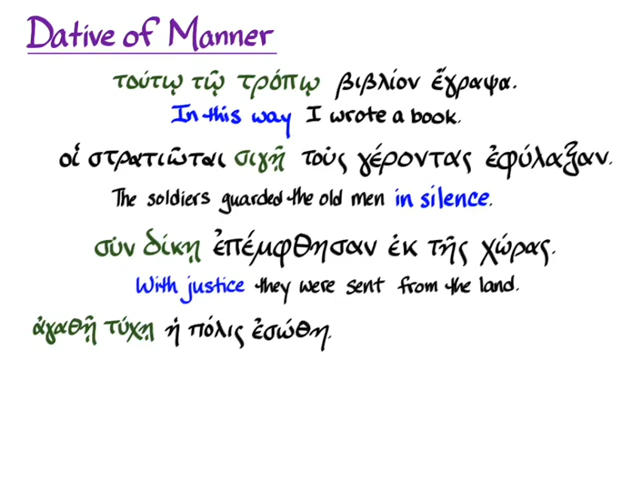 Dative of Manner
τούτῳ τῷ τρόπῳ βιβλίον ἔγραψα.
In this way I wrote a book.
οἱ στρατιῶται σιγῇ τοὺς γέροντας ἐφύλαξαν.
The soldiers guarded the old men in silence.
σὺν δίκῃ ἐπέμφθησαν ἐκ τῆς χώρας.
With justice they were sent from the land.
ἀγαθῇ τύχῃ ἡ πόλις ἐσώθη.